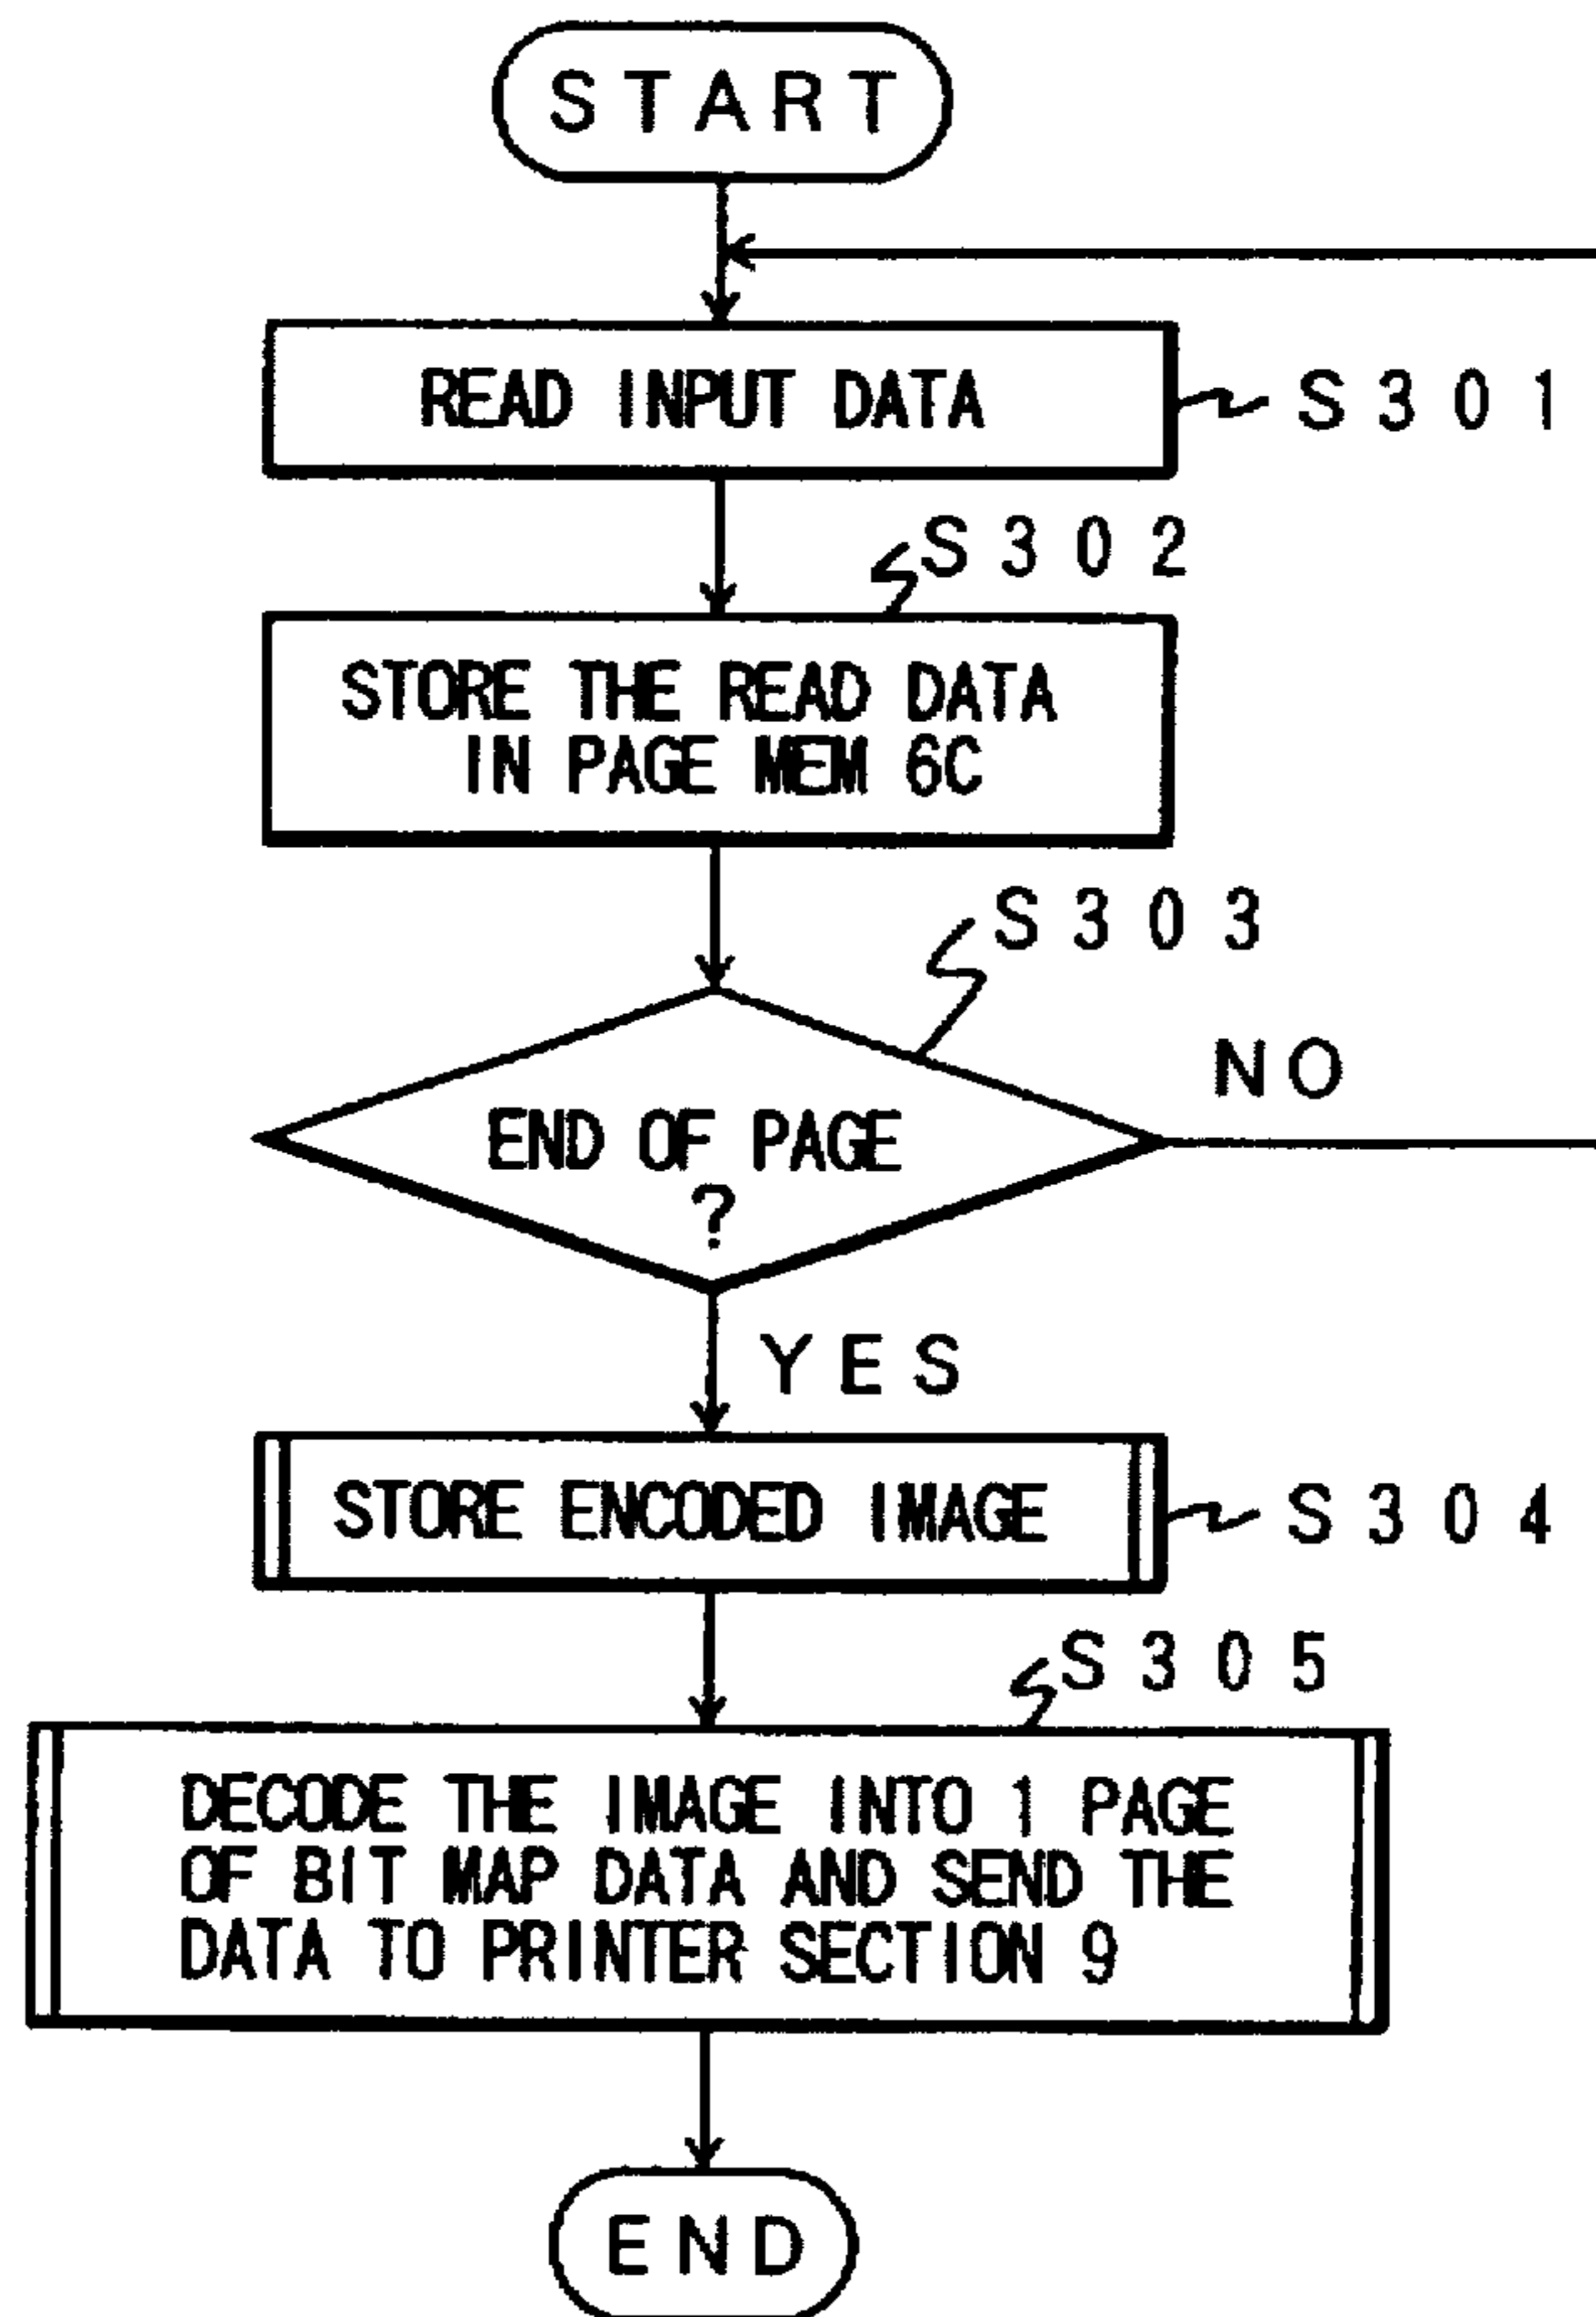 START
READ INPUT DATA
S301
S302
STORE THE READ DATA
IN PAGE MEM 6C
S303
NO
END OF PAGE
?
YES
STORE ENCODED IMAGE
S304
S305
DECODE THE IMAGE INTO 1 PAGE
OF BIT MAP DATA AND SEND THE
DATA TO PRINTER SECTION 9
END